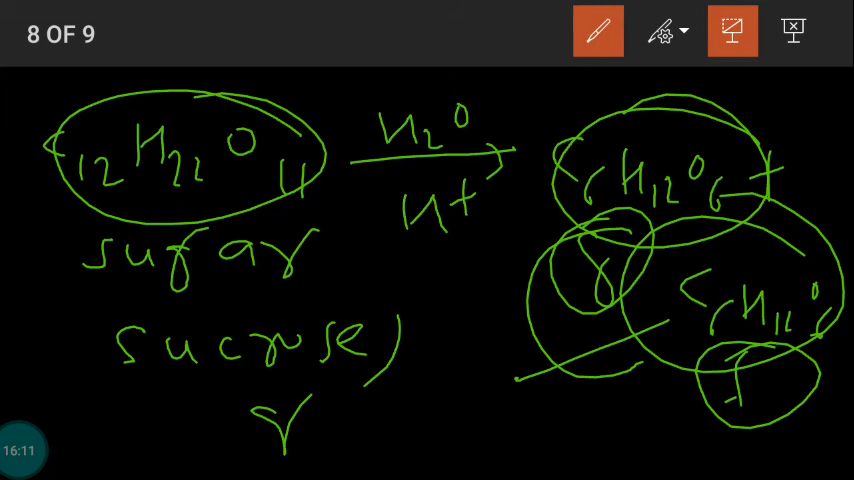 8 OF 9
C12H22O11 H2O C6H12O6 +
H+
sugar C6H12O6
sucrose)
16:11